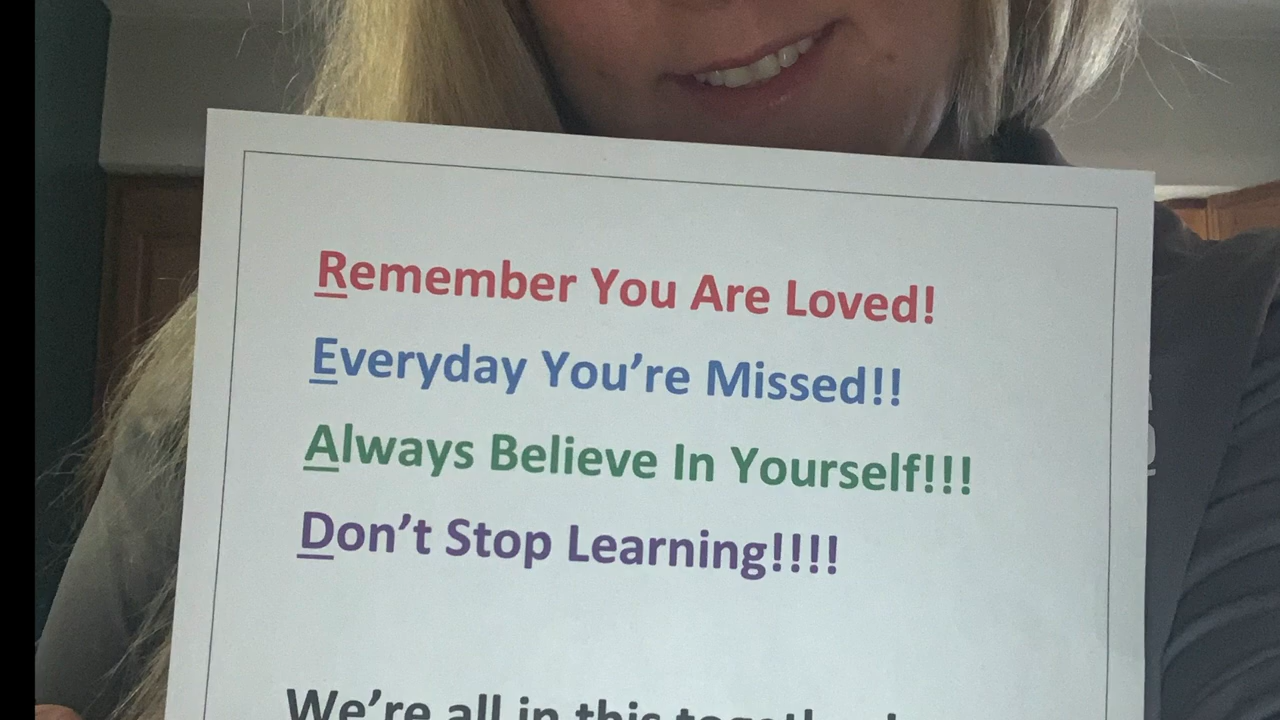 Remember You Are Loved!
Everyday You're Missed!!
Always Believe In Yourself!!!
Don't Stop Learning!!!!
We're all in this together